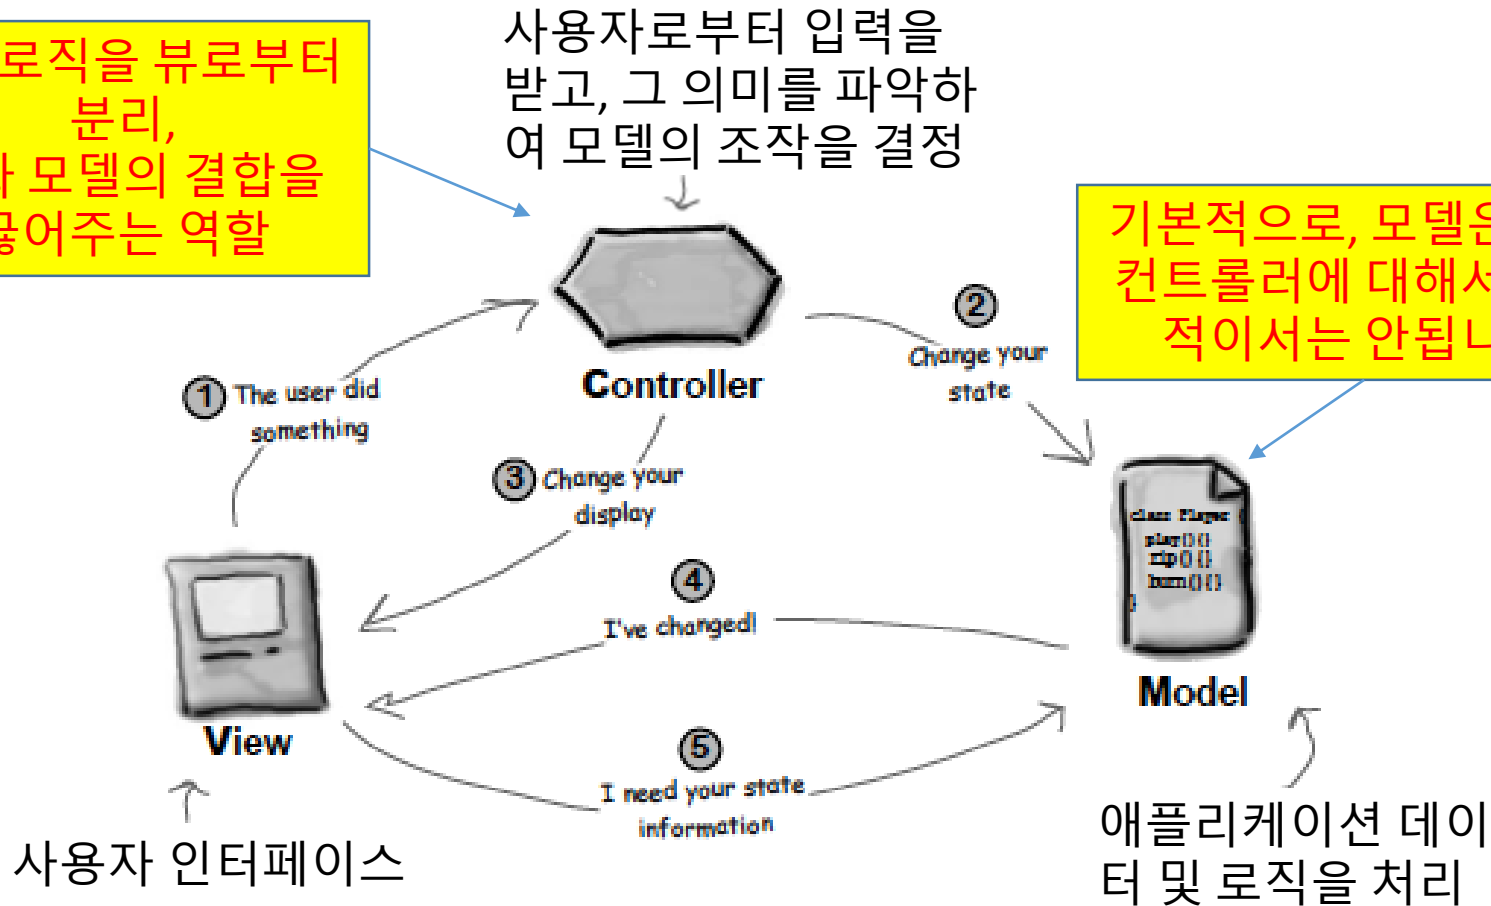 로직을 뷰로부터
분리,
모델의 결합을
끊어주는 역할
사용자로부터 입력을
받고, 그 의미를 파악하
여 모델의 조작을 결정
기본적으로, 모델은
컨트롤러에 대해서
적이서는 안됩니
Controller
1 The user did
something
2
Change your
state
3 Change your
display
class Player {
play(){}
rip(){}
burn(){}
}
4
I've changed!
Model
View
5
I need your state
information
사용자 인터페이스
애플리케이션 데이
터 및 로직을 처리